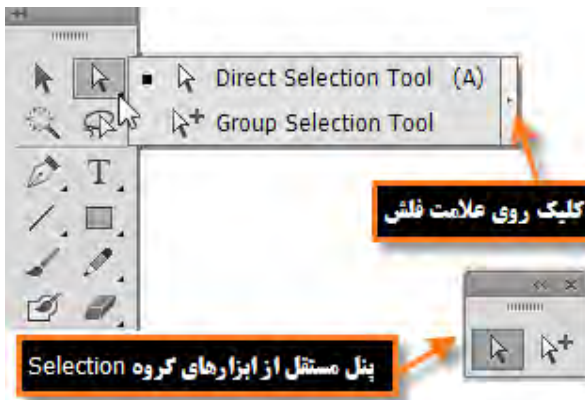 Direct Selection Tool (A)
Group Selection Tool
کلیک روی علامت فلش
پنل مستقل از ابزارهای گروه Selection